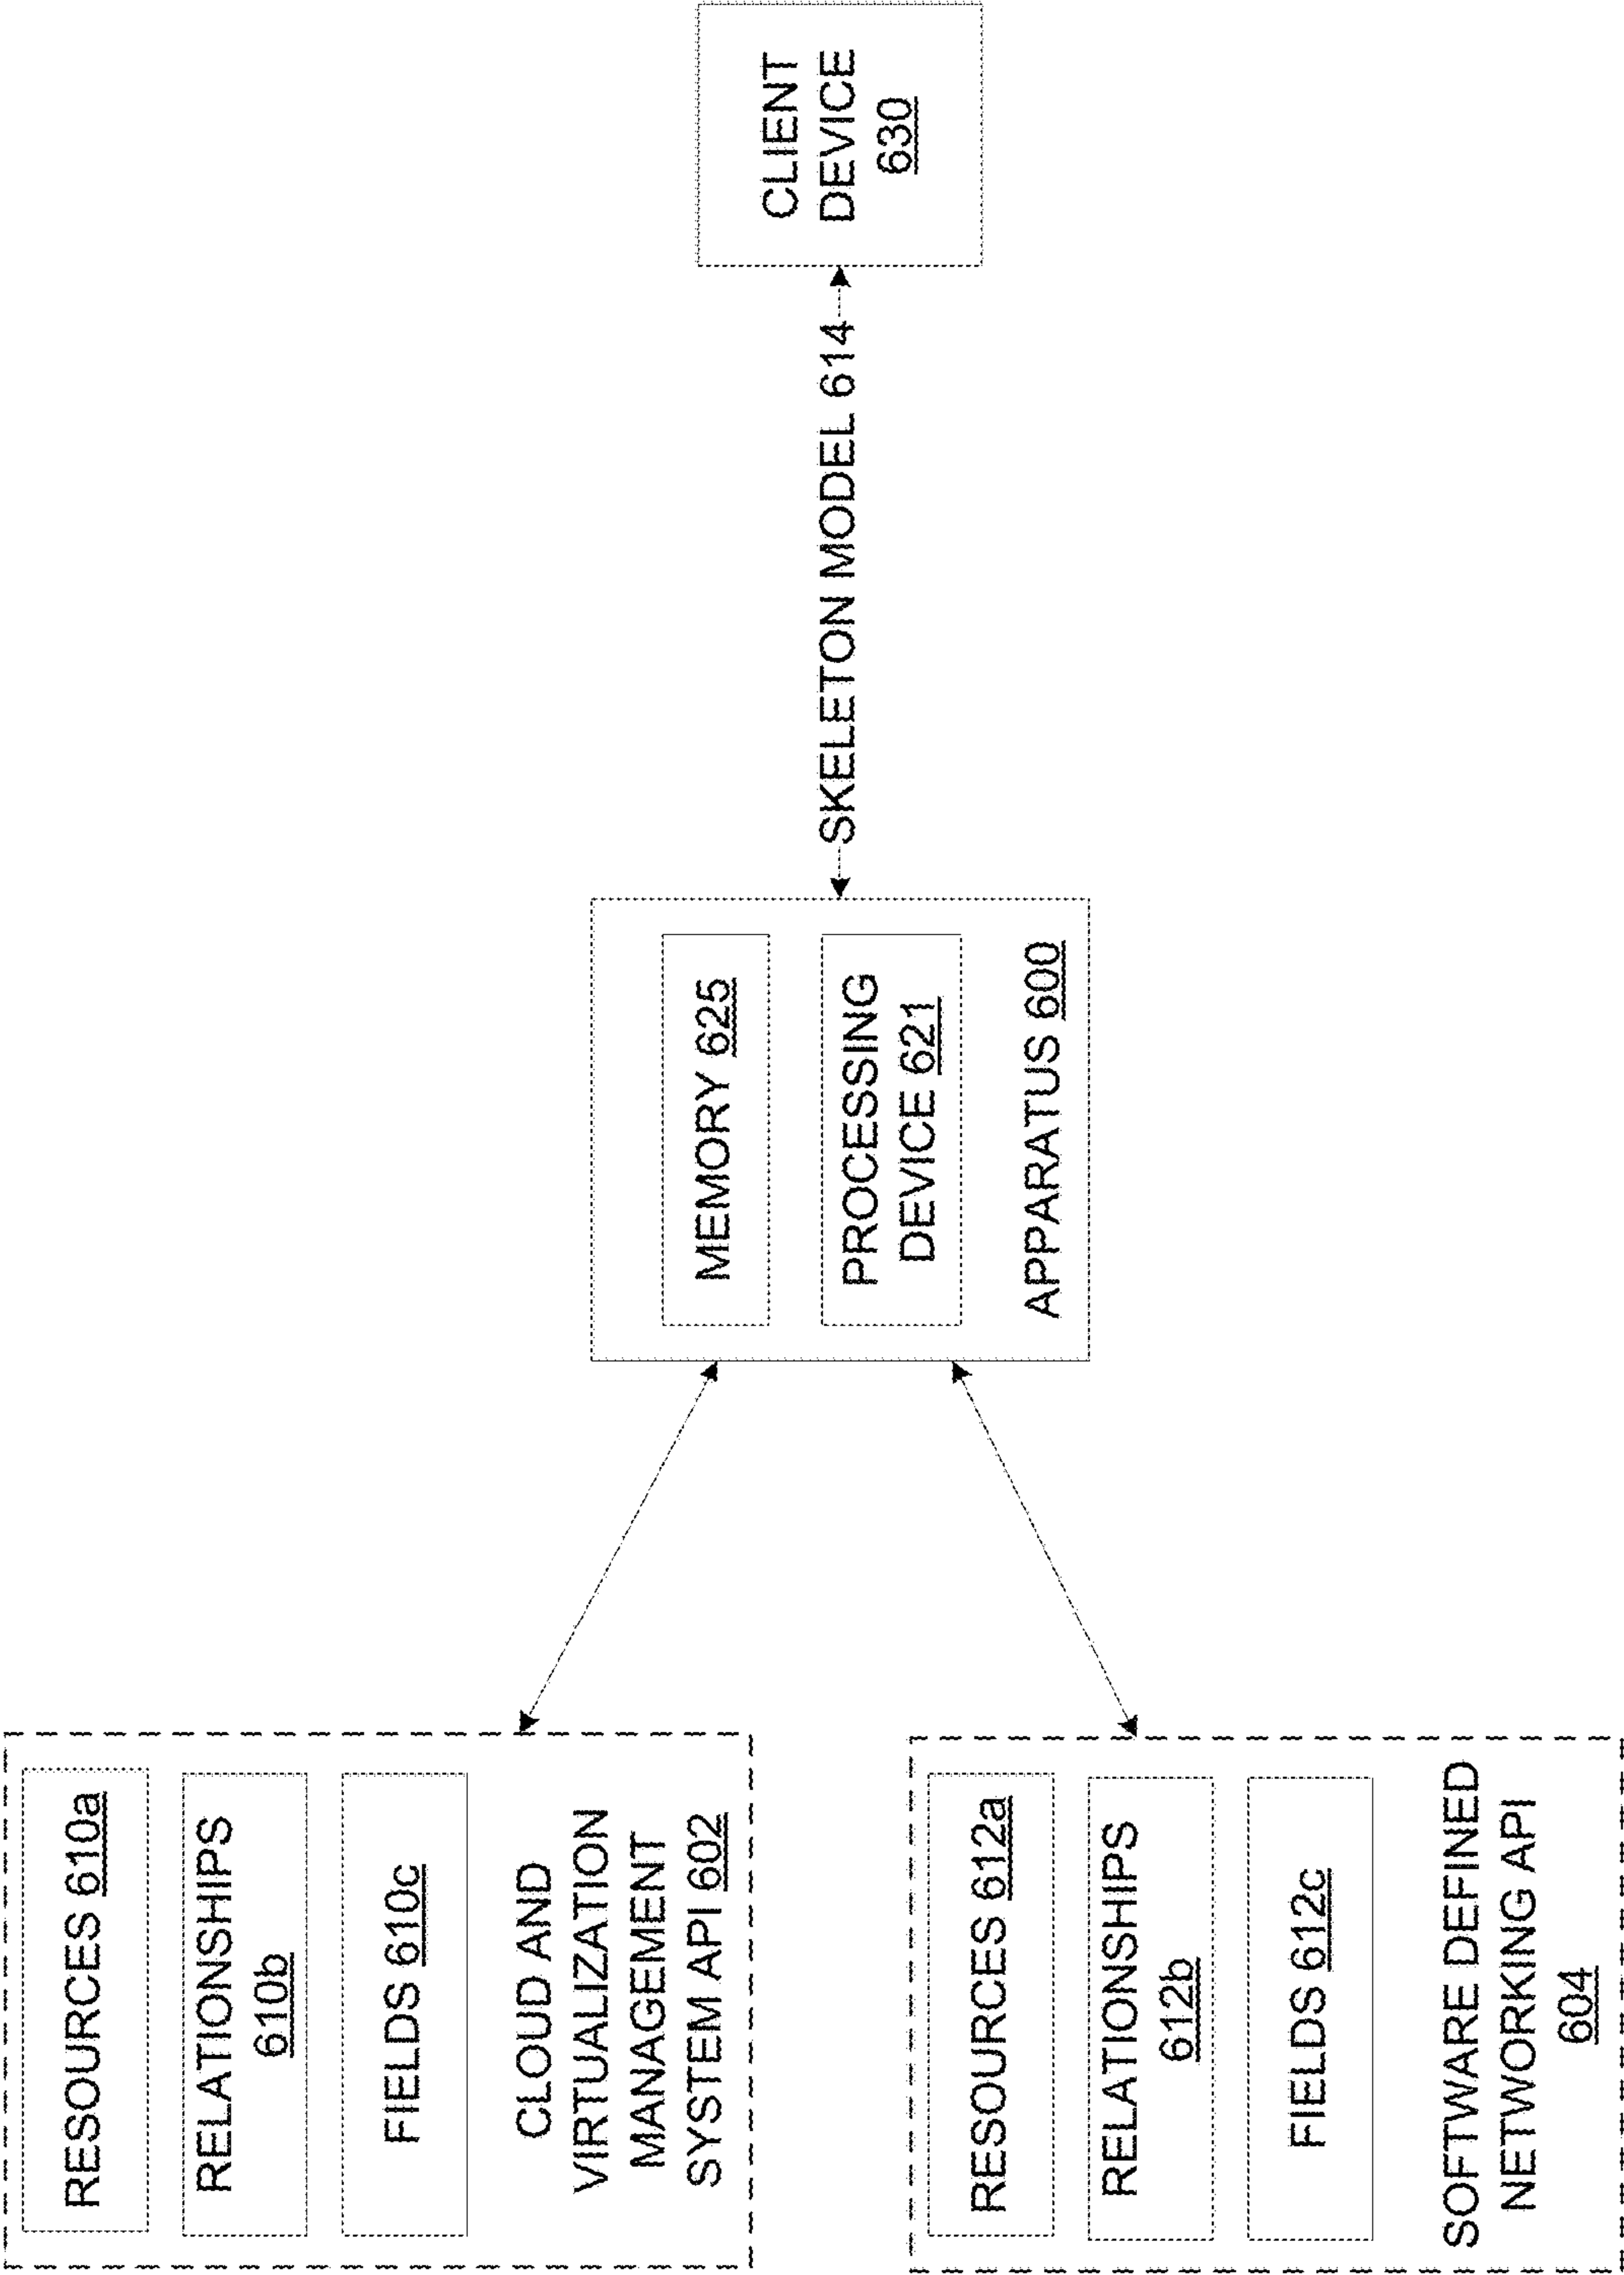 RESOURCES 610a
RELATIONSHIPS
610b
FIELDS 610c
CLOUD AND
VIRTUALIZATION
MANAGEMENT
SYSTEM API 602
RESOURCES 612a
RELATIONSHIPS
612b
FIELDS 612c
SOFTWARE DEFINED
NETWORKING API
604
MEMORY 625
PROCESSING
DEVICE 621
APPARATUS 600
SKELETON MODEL 614
CLIENT
DEVICE
630